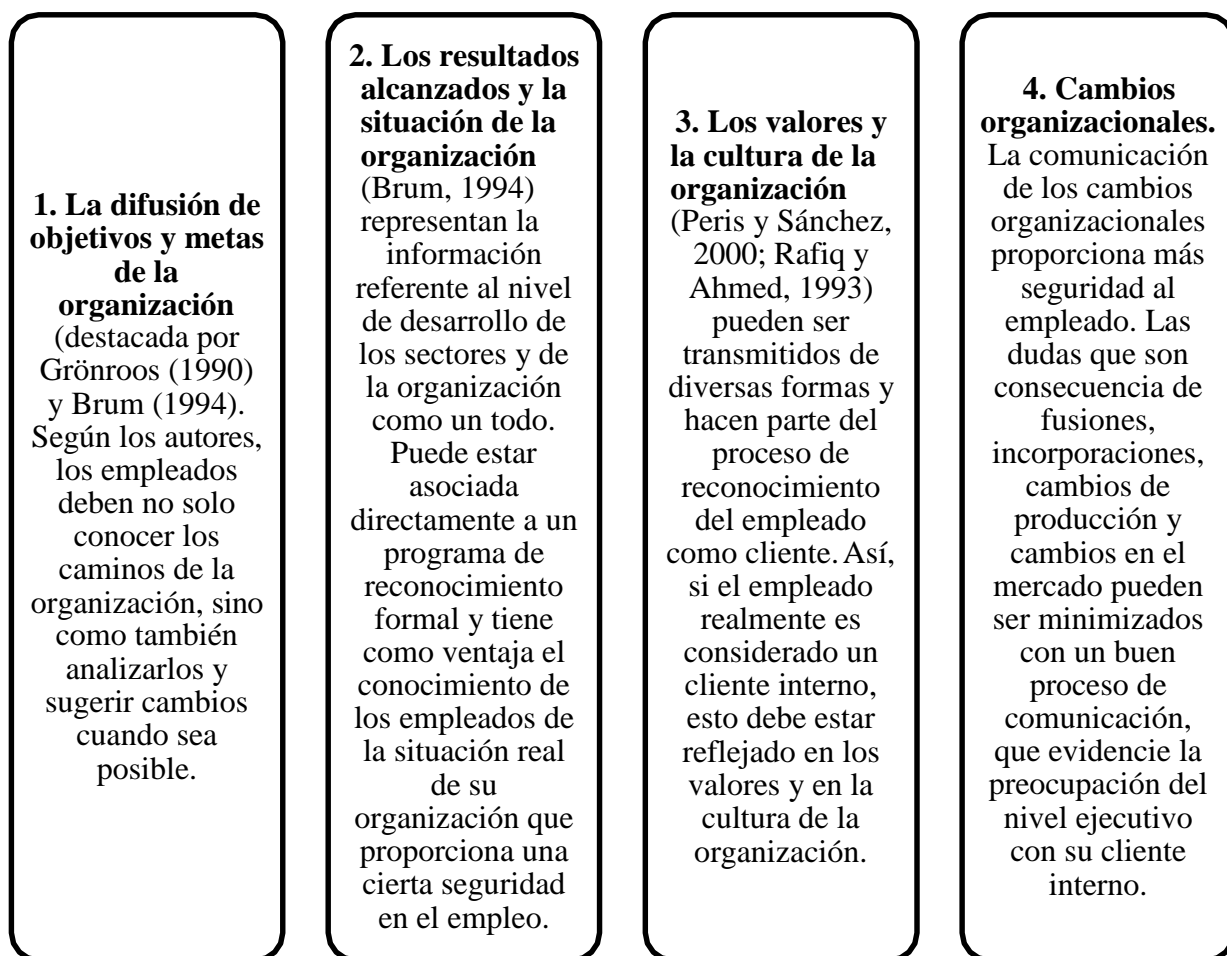 1. La difusión de
objetivos y metas
de la
organización
(destacada por
Grönroos (1990)
y Brum (1994).
Según los autores,
los empleados
deben no solo
conocer los
caminos de la
organización, sino
como también
analizarlos y
sugerir cambios
cuando sea
posible.
2. Los resultados
alcanzados y la
situación de la
organización
(Brum, 1994)
representan la
información
referente al nivel
de desarrollo de
los sectores y de
la organización
como un todo.
Puede estar
asociada
directamente a un
programa de
reconocimiento
formal y tiene
como ventaja el
conocimiento de
los empleados de
la situación real
de su
organización que
proporciona una
cierta seguridad
en el empleo.
3. Los valores y
la cultura de la
organización
(Peris y Sánchez,
2000; Rafiq y
Ahmed, 1993)
pueden ser
transmitidos de
diversas formas y
hacen parte del
proceso de
reconocimiento
del empleado
como cliente. Así,
si el empleado
realmente es
considerado un
cliente interno,
esto debe estar
reflejado en los
valores y en la
cultura de la
organización.
4. Cambios
organizacionales.
La comunicación
de los cambios
organizacionales
proporciona más
seguridad al
empleado. Las
dudas que son
consecuencia de
fusiones,
incorporaciones,
cambios de
producción y
cambios en el
mercado pueden
ser minimizados
con un buen
proceso de
comunicación,
que evidencie la
preocupación del
nivel ejecutivo
con su cliente
interno.